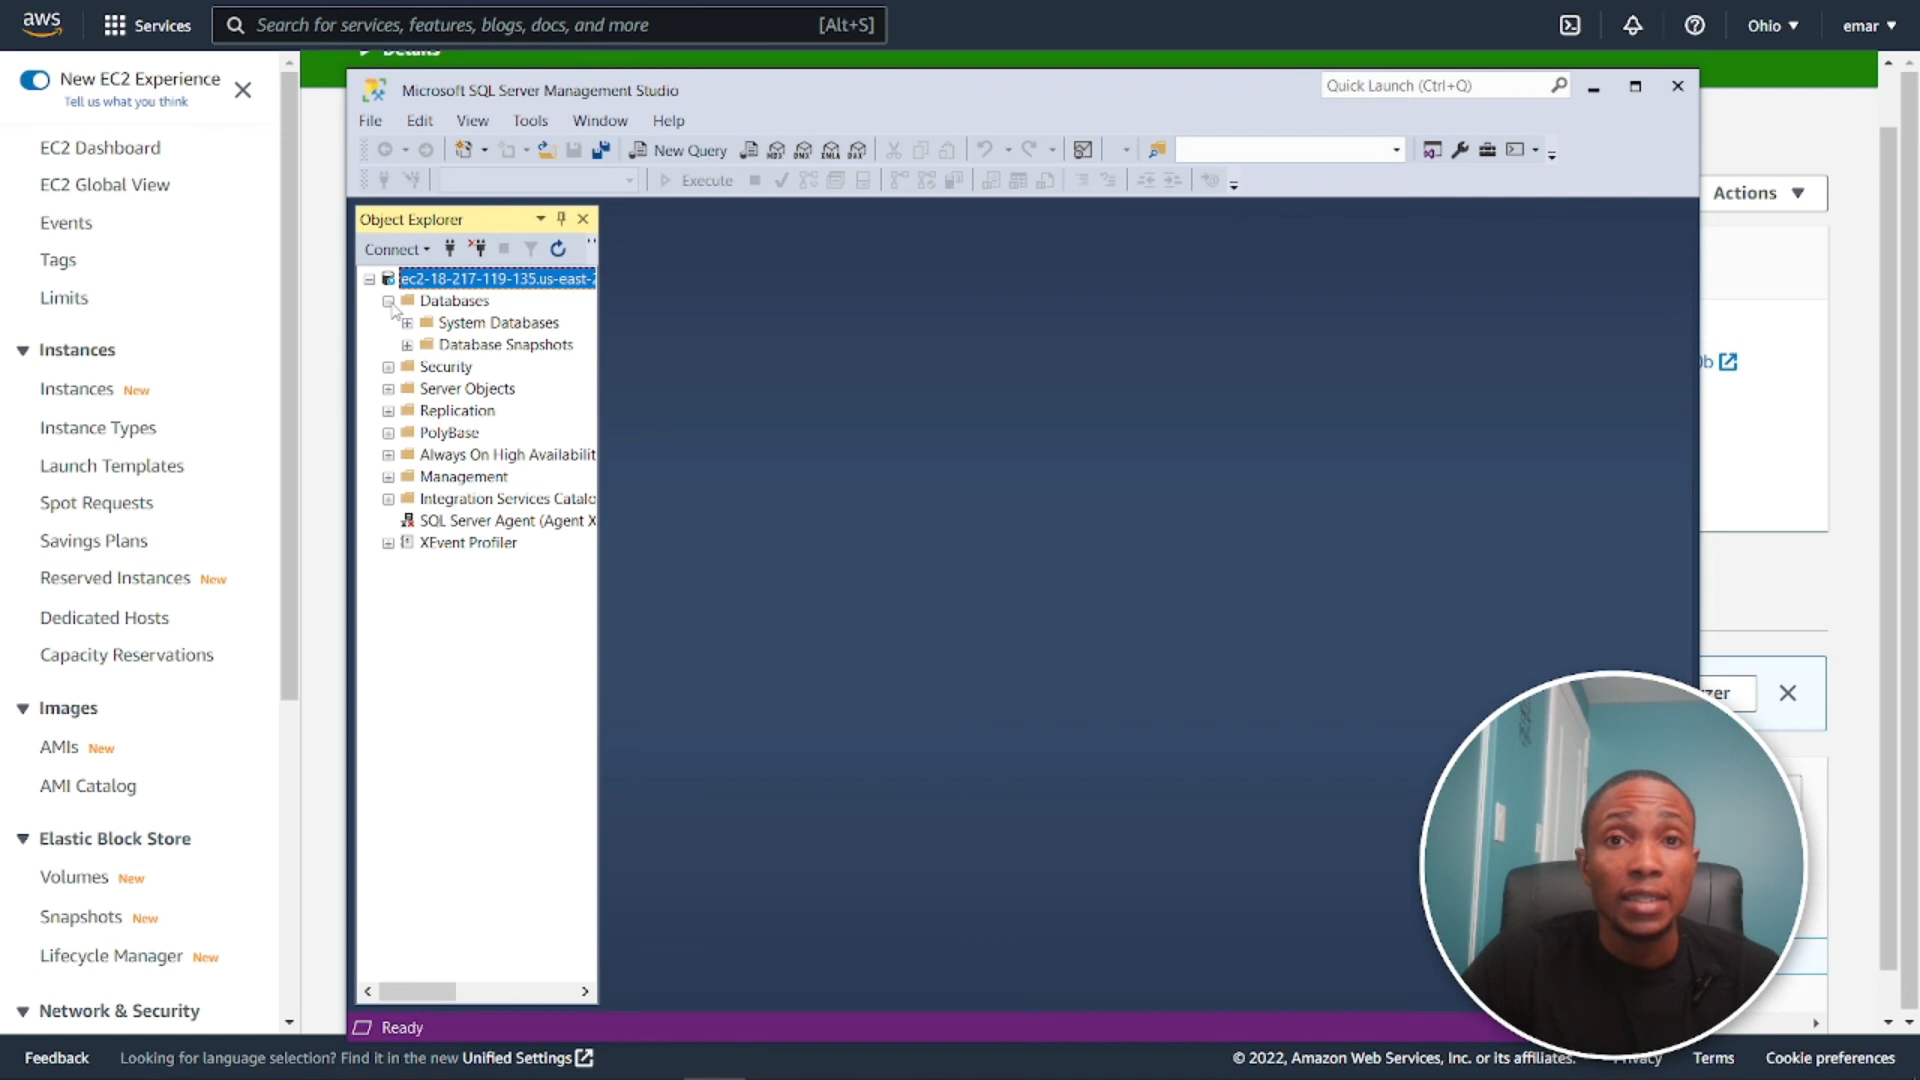 aws
Services
Search for services, features, blogs, docs, and more
[Alt+S]
Ohio ▼
emar ▼
New EC2 Experience
Tell us what you think
EC2 Dashboard
EC2 Global View
Events
Tags
Limits
Instances
Instances New
Instance Types
Launch Templates
Spot Requests
Savings Plans
Reserved Instances New
Dedicated Hosts
Capacity Reservations
Images
AMIs New
AMI Catalog
Elastic Block Store
Volumes New
Snapshots New
Lifecycle Manager New
Network & Security
Details
Microsoft SQL Server Management Studio
Quick Launch (Ctrl+Q)
File Edit View Tools Window Help
New Query
MDX DMX XMLA DAX
Execute
Object Explorer
Connect
ec2-18-217-119-135.us-east-2
Databases
System Databases
Database Snapshots
Security
Server Objects
Replication
PolyBase
Always On High Availabilit
Management
Integration Services Catalo
SQL Server Agent (Agent X
XEvent Profiler
Ready
Actions ▼
Feedback
Looking for language selection? Find it in the new Unified Settings
© 2022, Amazon Web Services, Inc. or its affiliates.
Privacy
Terms
Cookie preferences